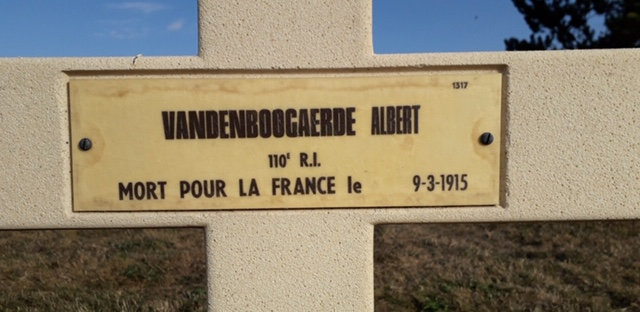 1317
VANDENBOOGAERDE ALBERT
110E R.I.
MORT POUR LA FRANCE le 9-3-1915